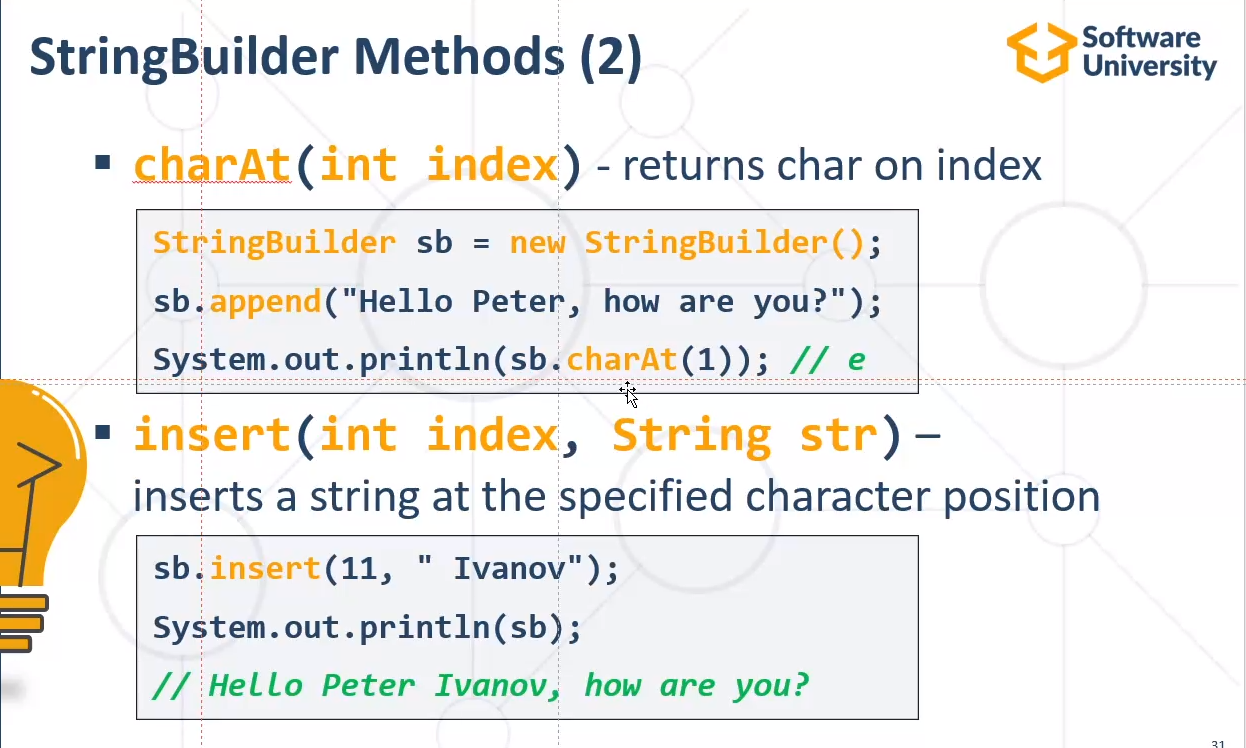 StringBuilder Methods (2)
Software
University
▪ charAt(int index) - returns char on index
StringBuilder sb = new StringBuilder();
sb.append("Hello Peter, how are you?");
System.out.println(sb.charAt(1)); // e
▪ insert(int index, String str) –
inserts a string at the specified character position
sb.insert(11, " Ivanov");
System.out.println(sb);
// Hello Peter Ivanov, how are you?
31